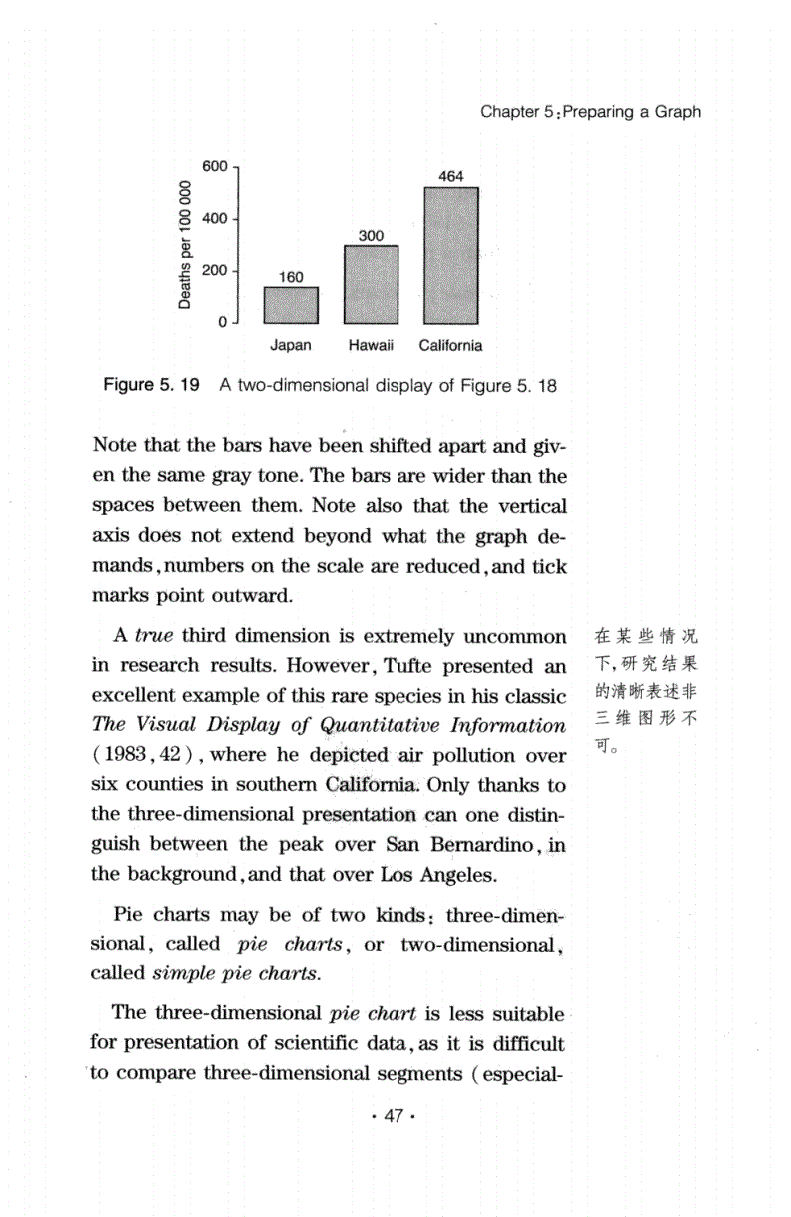 Chapter 5:Preparing a Graph
Deaths per 100 000
600
400
200
0
160
300
464
Japan Hawaii California
Figure 5. 19 A two-dimensional display of Figure 5. 18
Note that the bars have been shifted apart and giv-
en the same gray tone. The bars are wider than the
spaces between them. Note also that the vertical
axis does not extend beyond what the graph de-
mands,numbers on the scale are reduced,and tick
marks point outward.
A true third dimension is extremely uncommon
in research results. However, Tufte presented an
excellent example of this rare species in his classic
The Visual Display of Quantitative Information
(1983,42), where he depicted air pollution over
six counties in southern California. Only thanks to
the three-dimensional presentation can one distin-
guish between the peak over San Bernardino, in
the background,and that over Los Angeles.
在某些情况
下,研究结果
的清晰表述非
三维图形不
可。
Pie charts may be of two kinds: three-dimen-
sional, called pie charts, or two-dimensional,
called simple pie charts.
The three-dimensional pie chart is less suitable
for presentation of scientific data,as it is difficult
to compare three-dimensional segments (especial-
· 47 ·